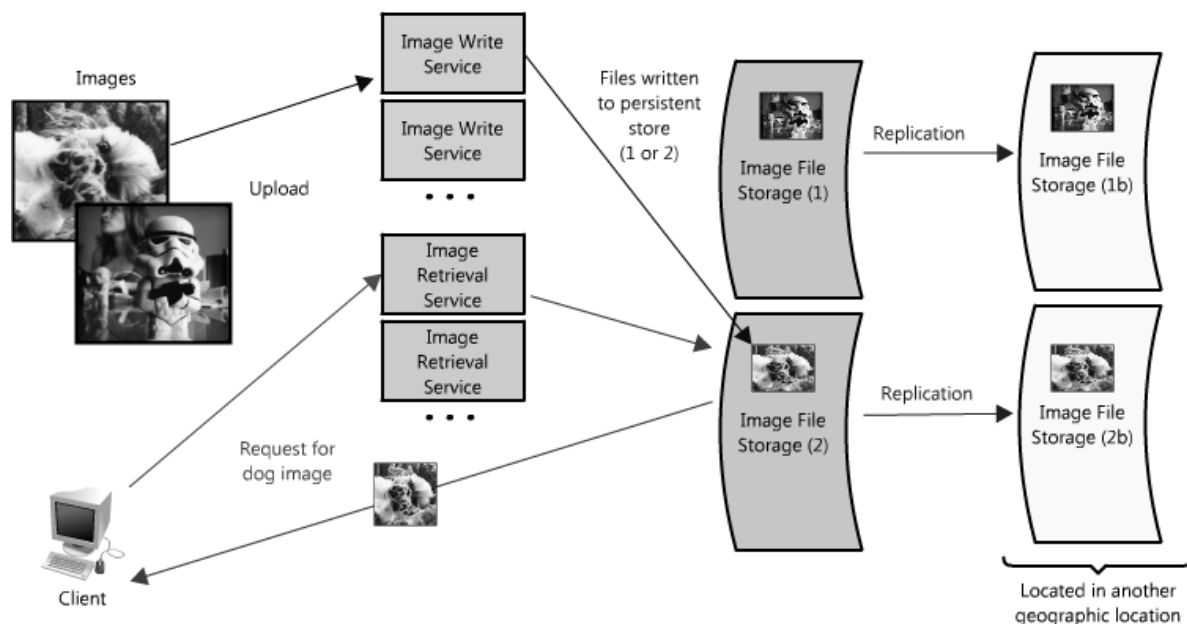 Images
Upload
Image Write
Service
Image Write
Service
...
Image
Retrieval
Service
Image
Retrieval
Service
...
Request for
dog image
Client
Files written
to persistent
store
(1 or 2)
Image File
Storage (1)
Replication
Image File
Storage (1b)
Image File
Storage (2)
Replication
Image File
Storage (2b)
Located in another
geographic location